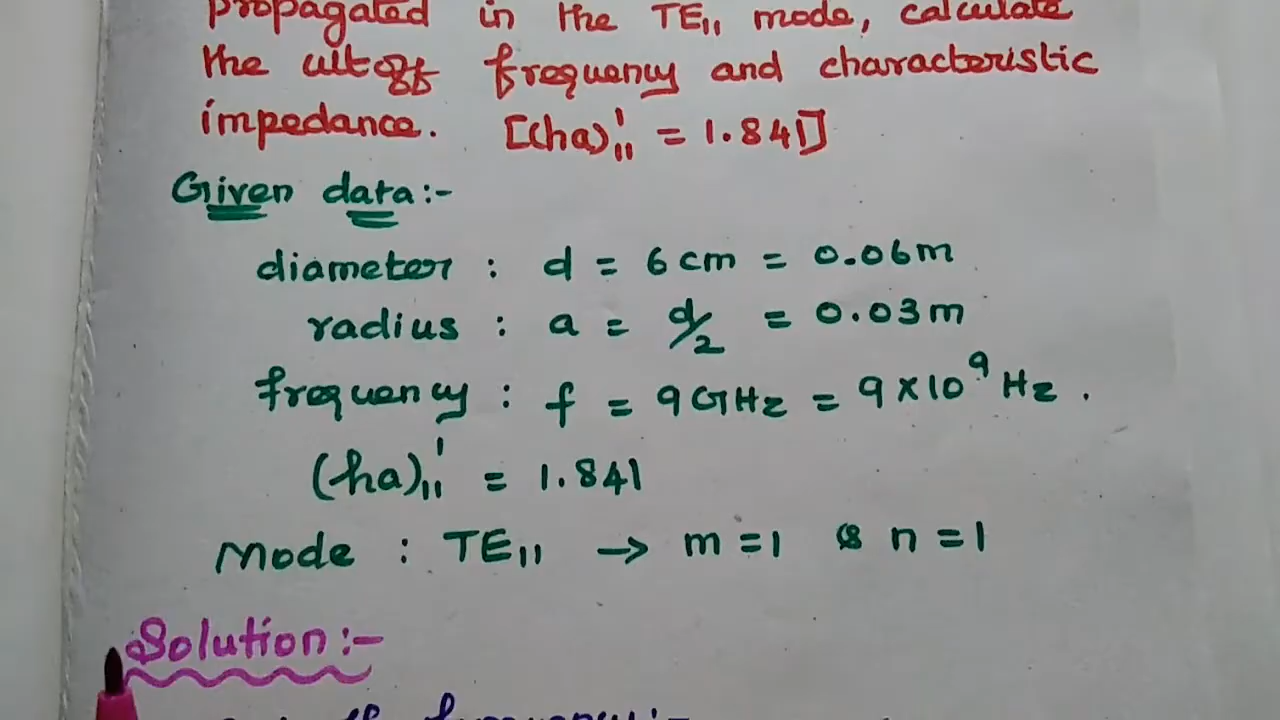 propagated in the TE₁₁ mode, calculate
the cutoff frequency and characteristic
impedance. [(ha)'₁₁ = 1.841]
Given data:-
diameter : d = 6 cm = 0.06m
radius : a = d/2 = 0.03m
frequency : f = 9GHz = 9×10⁹ Hz.
(ha)'₁₁ = 1.841
Mode : TE₁₁ → m=1 & n=1
Solution:-
frequency:-